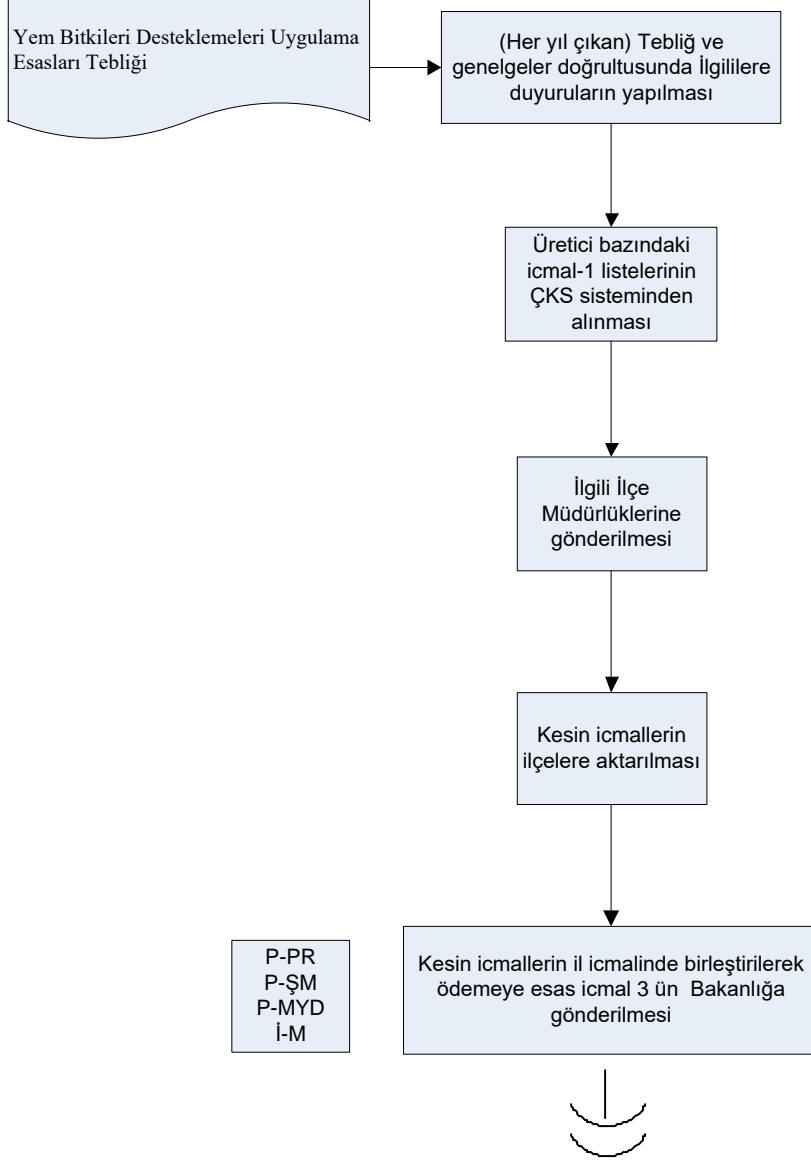 Yem Bitkileri Desteklemeleri Uygulama
Esasları Tebliği
(Her yıl çıkan) Tebliğ ve
genelgeler doğrultusunda İlgililere
duyuruların yapılması
Üretici bazındaki
icmal-1 listelerinin
ÇKS sisteminden
alınması
İlgili İlçe
Müdürlüklerine
gönderilmesi
Kesin icmallerin
ilçelere aktarılması
P-PR
P-ŞM
P-MYD
İ-M
Kesin icmallerin il icmalinde birleştirilerek
ödemeye esas icmal 3 ün Bakanlığa
gönderilmesi